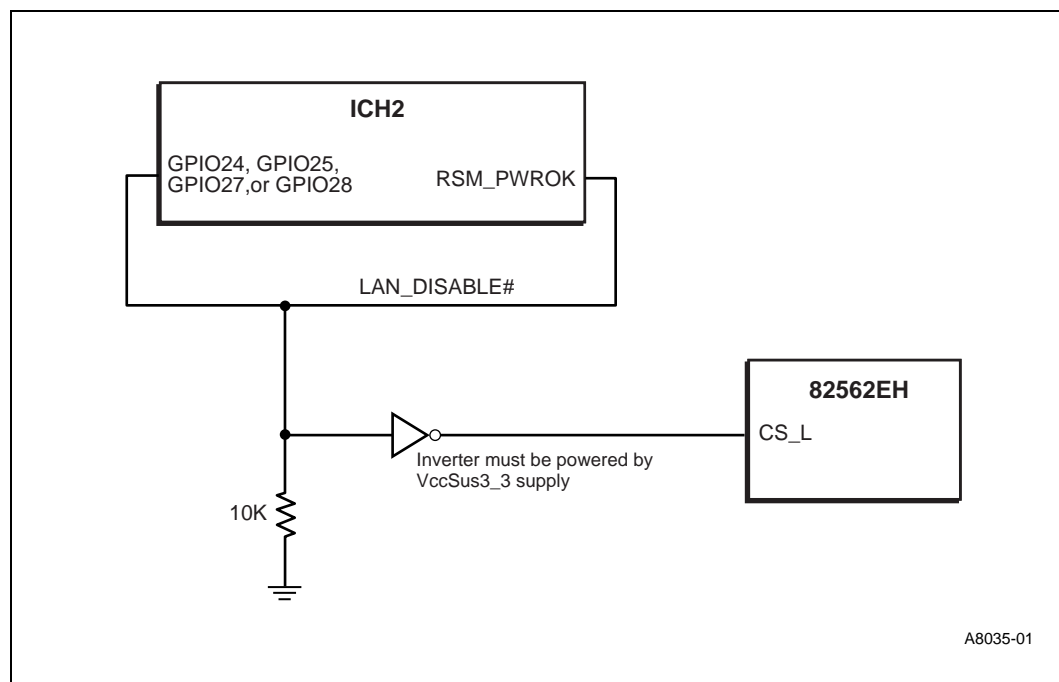 ICH2
GPIO24, GPIO25,
GPIO27,or GPIO28
RSM_PWROK
LAN_DISABLE#
82562EH
CS_L
Inverter must be powered by
VccSus3_3 supply
10K
A8035-01